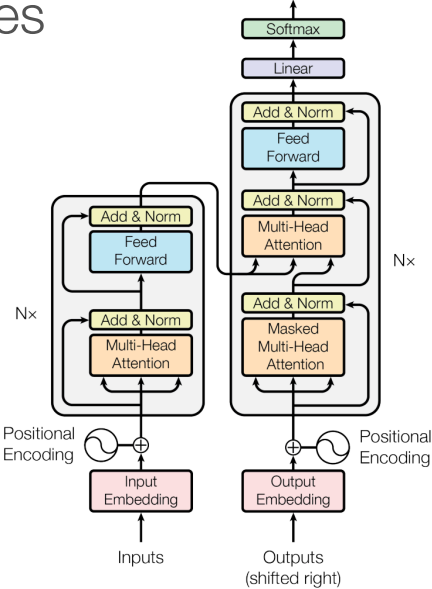 es
Softmax
Linear
Add & Norm
Feed
Forward
Add & Norm
Multi-Head
Attention
Add & Norm
Masked
Multi-Head
Attention
Nx
Add & Norm
Feed
Forward
Add & Norm
Multi-Head
Attention
Nx
Positional
Encoding
Positional
Encoding
Input
Embedding
Output
Embedding
Inputs
Outputs
(shifted right)